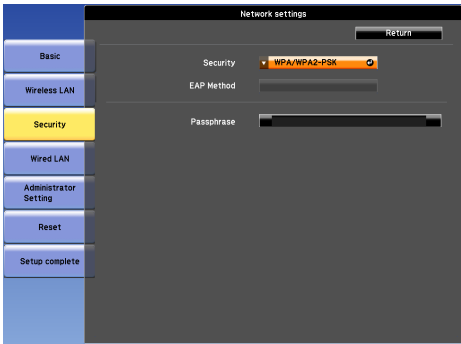 Network settings
Return
Basic
Wireless LAN
Security
Wired LAN
Administrator
Setting
Reset
Setup complete
Security
WPA/WPA2-PSK
EAP Method
Passphrase